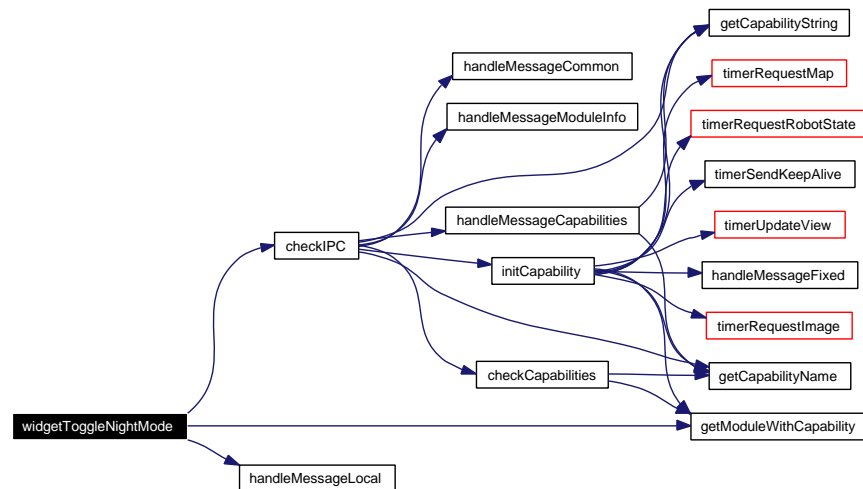 getCapabilityString
handleMessageCommon
timerRequestMap
handleMessageModuleInfo
timerRequestRobotState
timerSendKeepAlive
handleMessageCapabilities
timerUpdateView
checkIPC
initCapability
handleMessageFixed
timerRequestImage
checkCapabilities
getCapabilityName
widgetToggleNightMode
getModuleWithCapability
handleMessageLocal